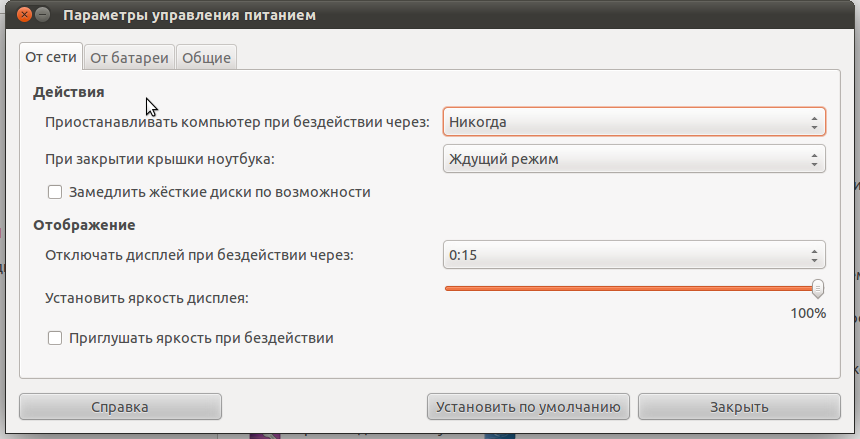 Параметры управления питанием
От сети От батареи Общие
Действия
Приостанавливать компьютер при бездействии через: Никогда
При закрытии крышки ноутбука: Ждущий режим
Замедлить жёсткие диски по возможности
Отображение
Отключать дисплей при бездействии через: 0:15
Установить яркость дисплея:
100%
Приглушать яркость при бездействии
Справка Установить по умолчанию Закрыть